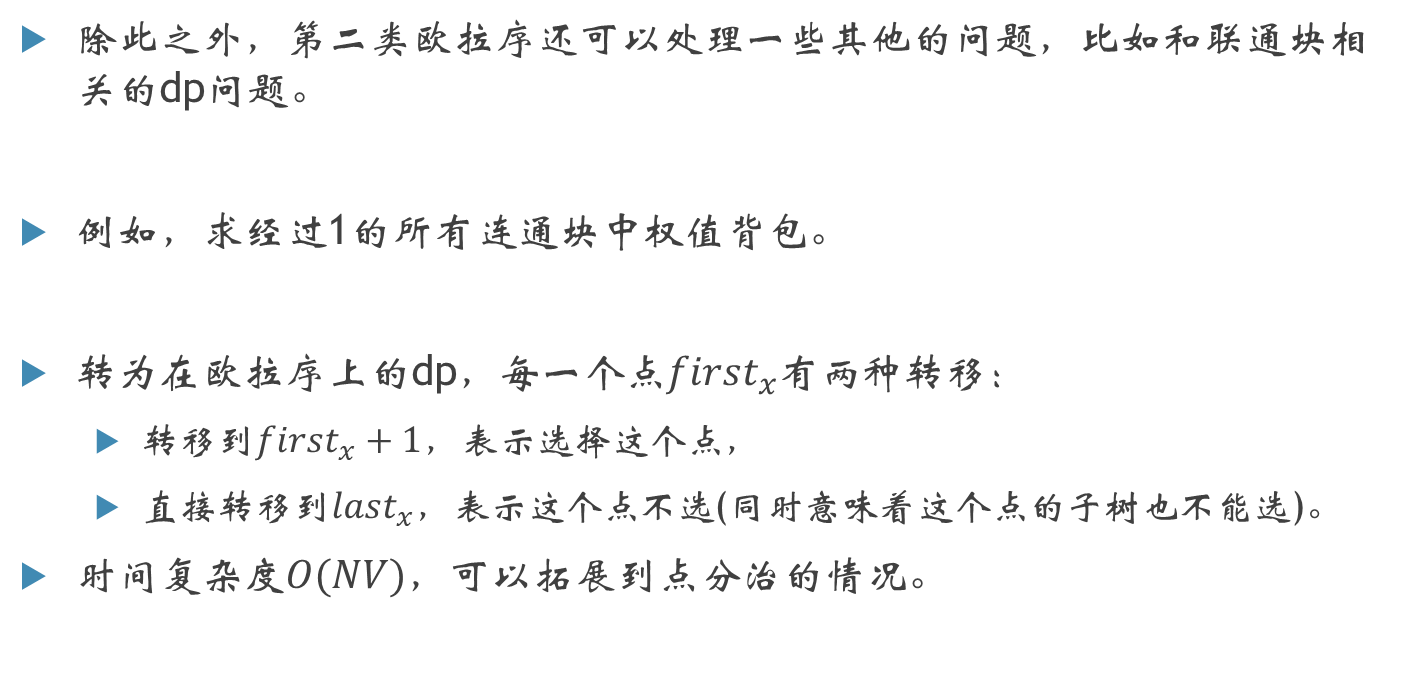 除此之外，第二类欧拉序还可以处理一些其他的问题，比如和联通块相
关的dp问题。
例如，求经过1的所有连通块中权值背包。
转为在欧拉序上的dp，每一个点first_x有两种转移：
转移到first_x + 1，表示选择这个点，
直接转移到last_x，表示这个点不选(同时意味着这个点的子树也不能选)。
时间复杂度O(NV)，可以拓展到点分治的情况。